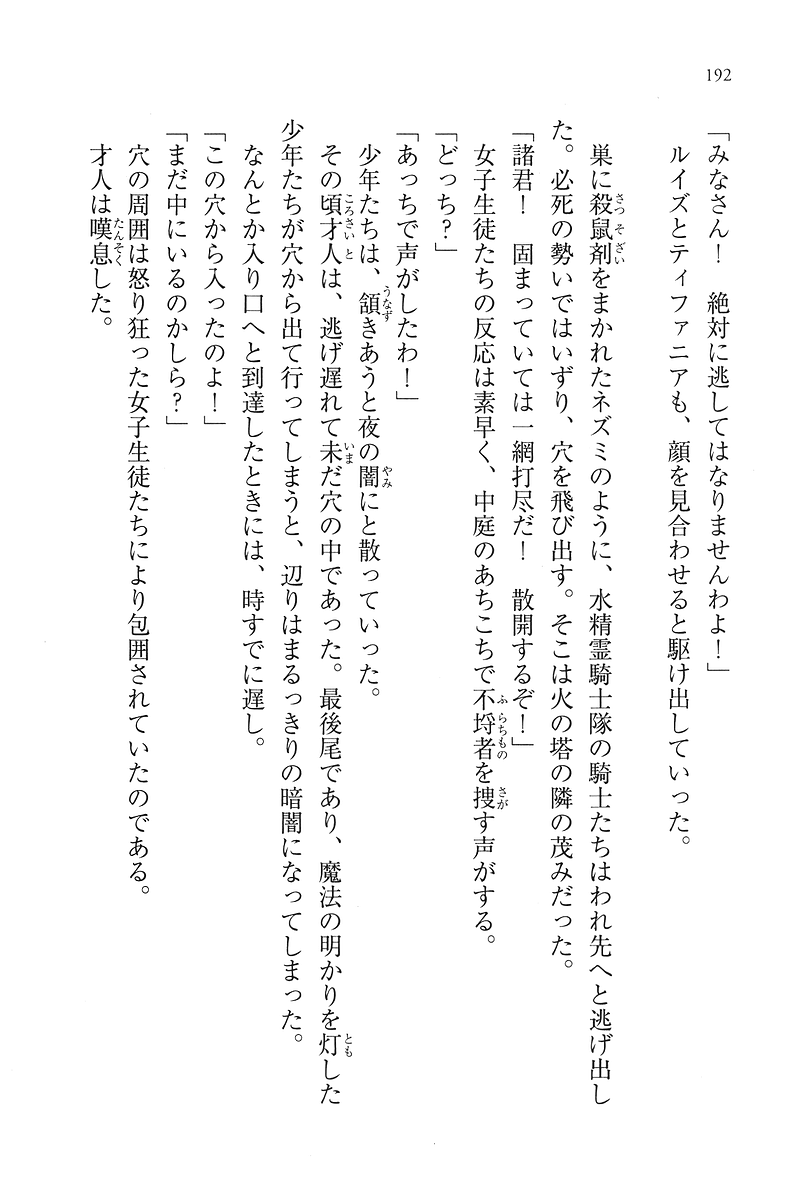 192
「みなさん！　絶対に逃してはなりませんわよ！」
ルイズとティファニアも、顔を見合わせると駆け出していった。
巣に殺鼠剤をまかれたネズミのように、水精霊騎士隊の騎士たちはわれ先へと逃げ出し
た。必死の勢いではいずり、穴を飛び出す。そこは火の塔の隣の茂みだった。
「諸君！　固まっていては一網打尽だ！　散開するぞ！」
女子生徒たちの反応は素早く、中庭のあちこちで不埒者を捜す声がする。
「どっち？」
「あっちで声がしたわ！」
少年たちは、頷きあうと夜の闇にと散っていった。
その頃才人は、逃げ遅れて未だ穴の中であった。最後尾であり、魔法の明かりを灯した
少年たちが穴から出て行ってしまうと、辺りはまるっきりの暗闇になってしまった。
なんとか入り口へと到達したときには、時すでに遅し。
「この穴から入ったのよ！」
「まだ中にいるのかしら？」
穴の周囲は怒り狂った女子生徒たちにより包囲されていたのである。
才人は嘆息した。